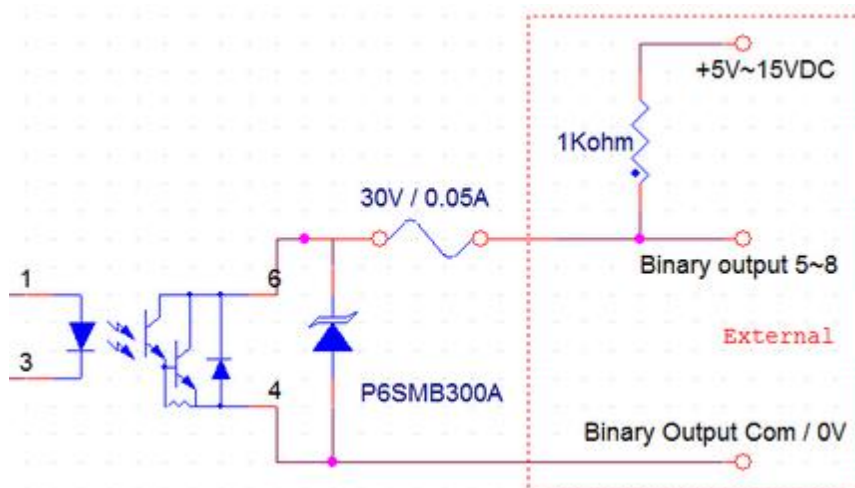 +5V~15VDC
1Kohm
30V / 0.05A
Binary output 5~8
1
6
External
3
4
P6SMB300A
Binary Output Com / 0V